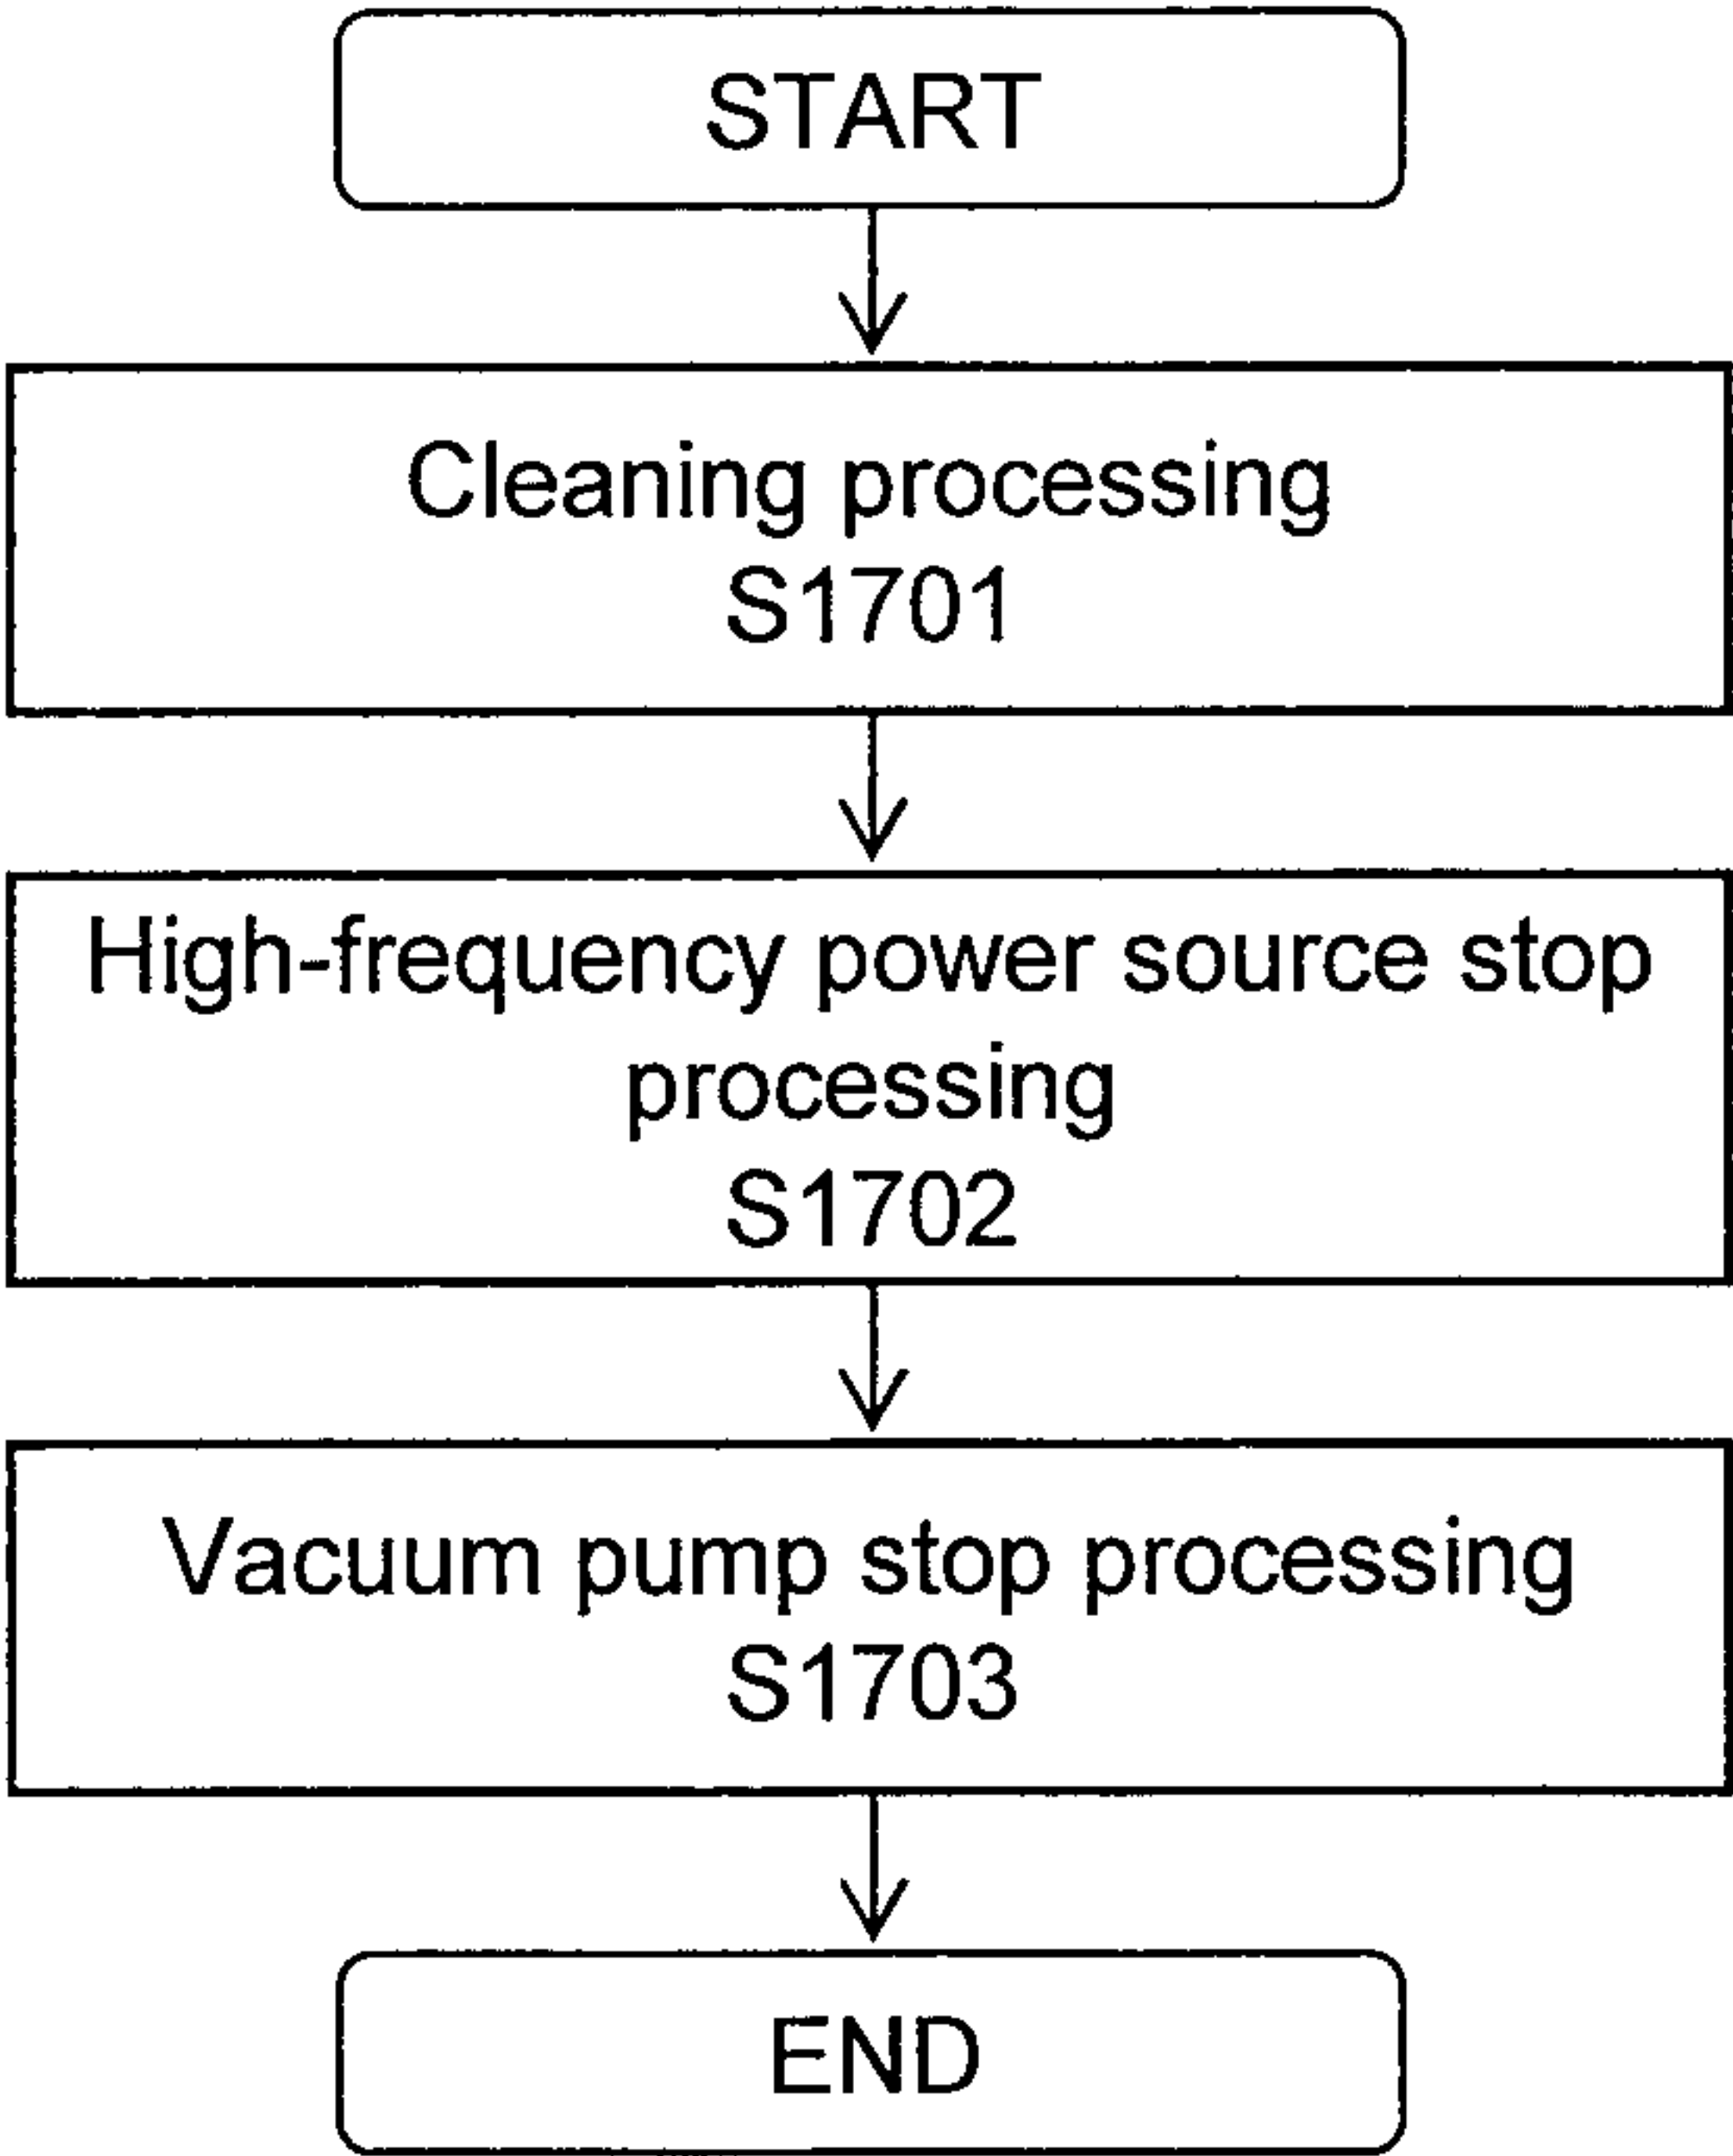 START
Cleaning processing
S1701
High-frequency power source stop
processing
S1702
Vacuum pump stop processing
S1703
END